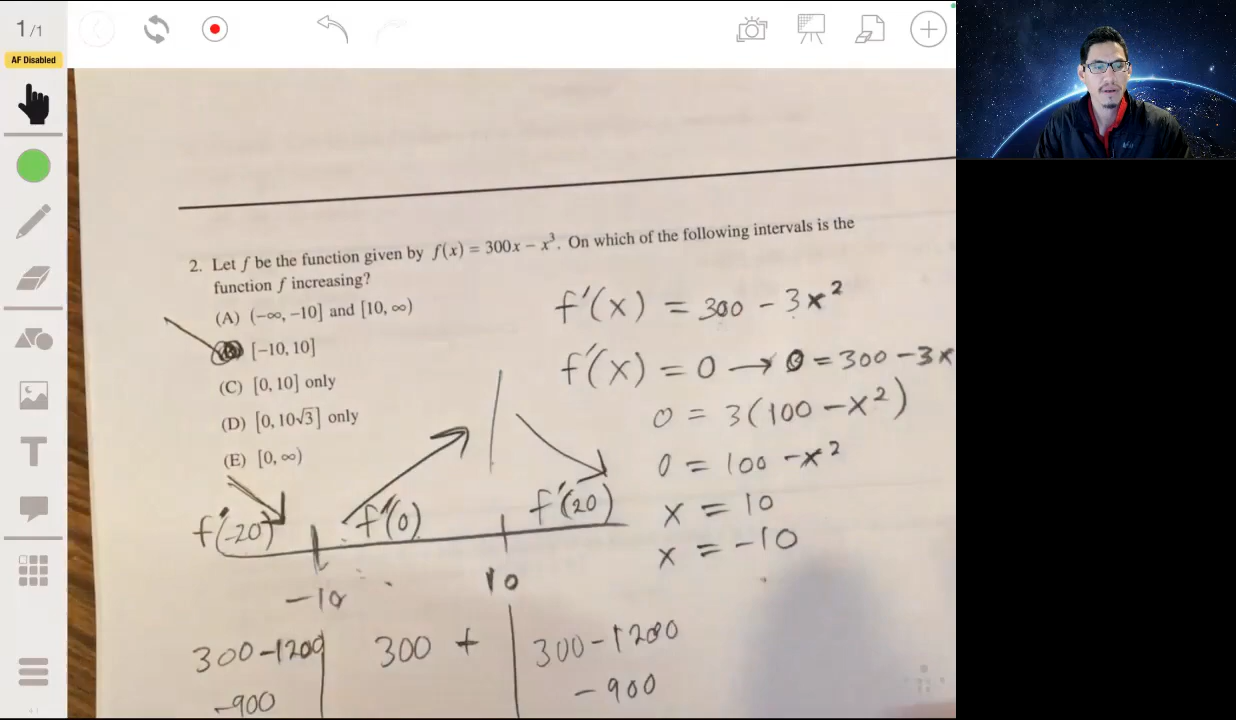 1/1
AF Disabled
2. Let f be the function given by f(x) = 300x − x³. On which of the following intervals is the
function f increasing?
(A) (−∞, −10] and [10, ∞)
[−10, 10]
(C) [0, 10] only
(D) [0, 10√3] only
(E) [0, ∞)
f'(x) = 300 − 3x²
f'(x) = 0 → 0 = 300 − 3x
0 = 3(100 − x²)
0 = 100 − x²
x = 10
x = −10
f'(-20) f'(0) f'(20)
−10 10
300−1200 300 + 300−1200
−900 −900
T